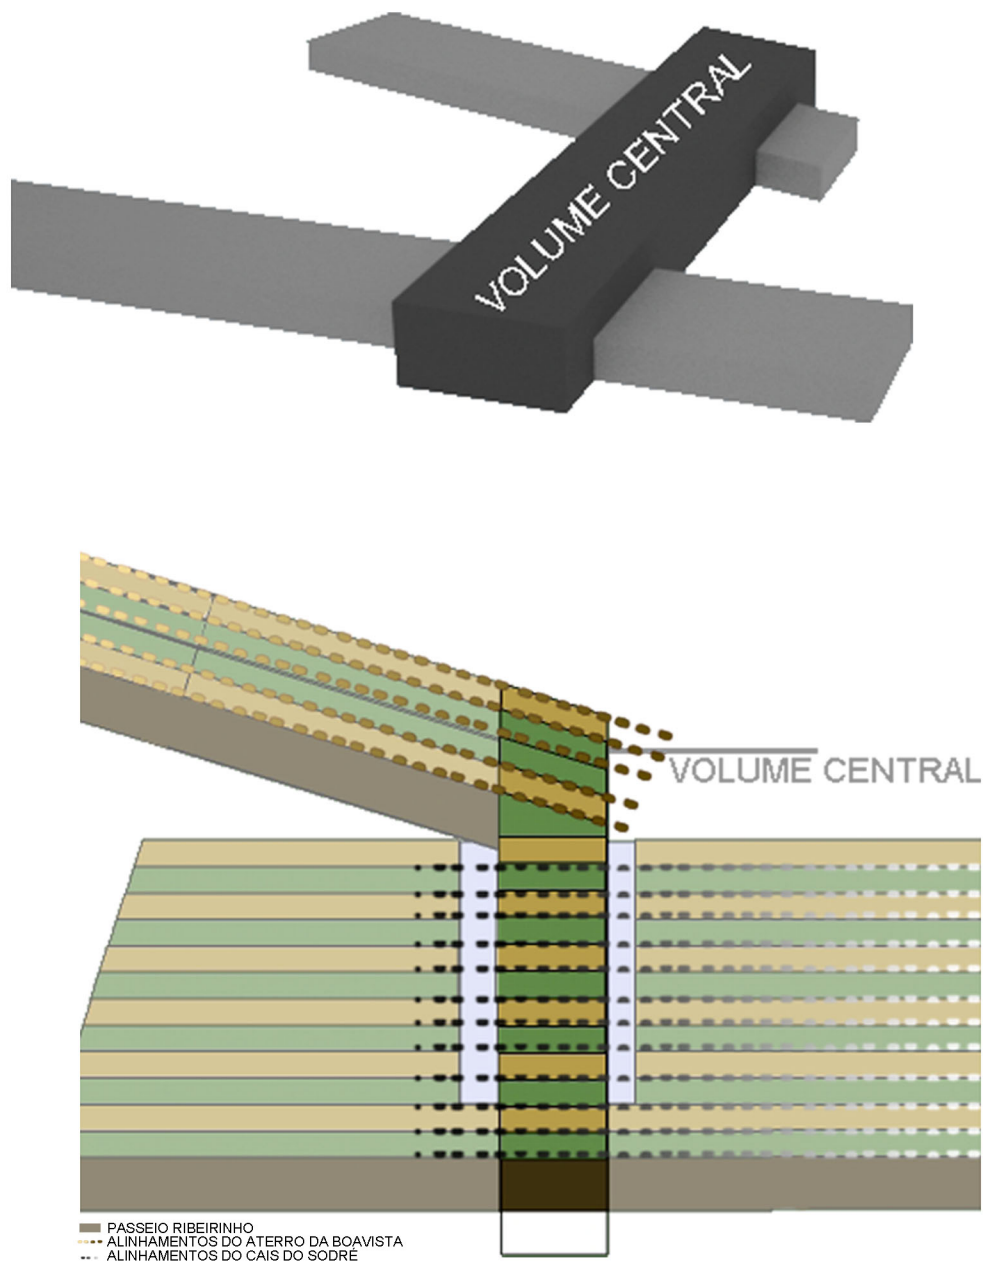 VOLUME CENTRAL
VOLUME CENTRAL
PASSEIO RIBEIRINHO
ALINHAMENTOS DO ATERRO DA BOAVISTA
ALINHAMENTOS DO CAIS DO SODRÉ